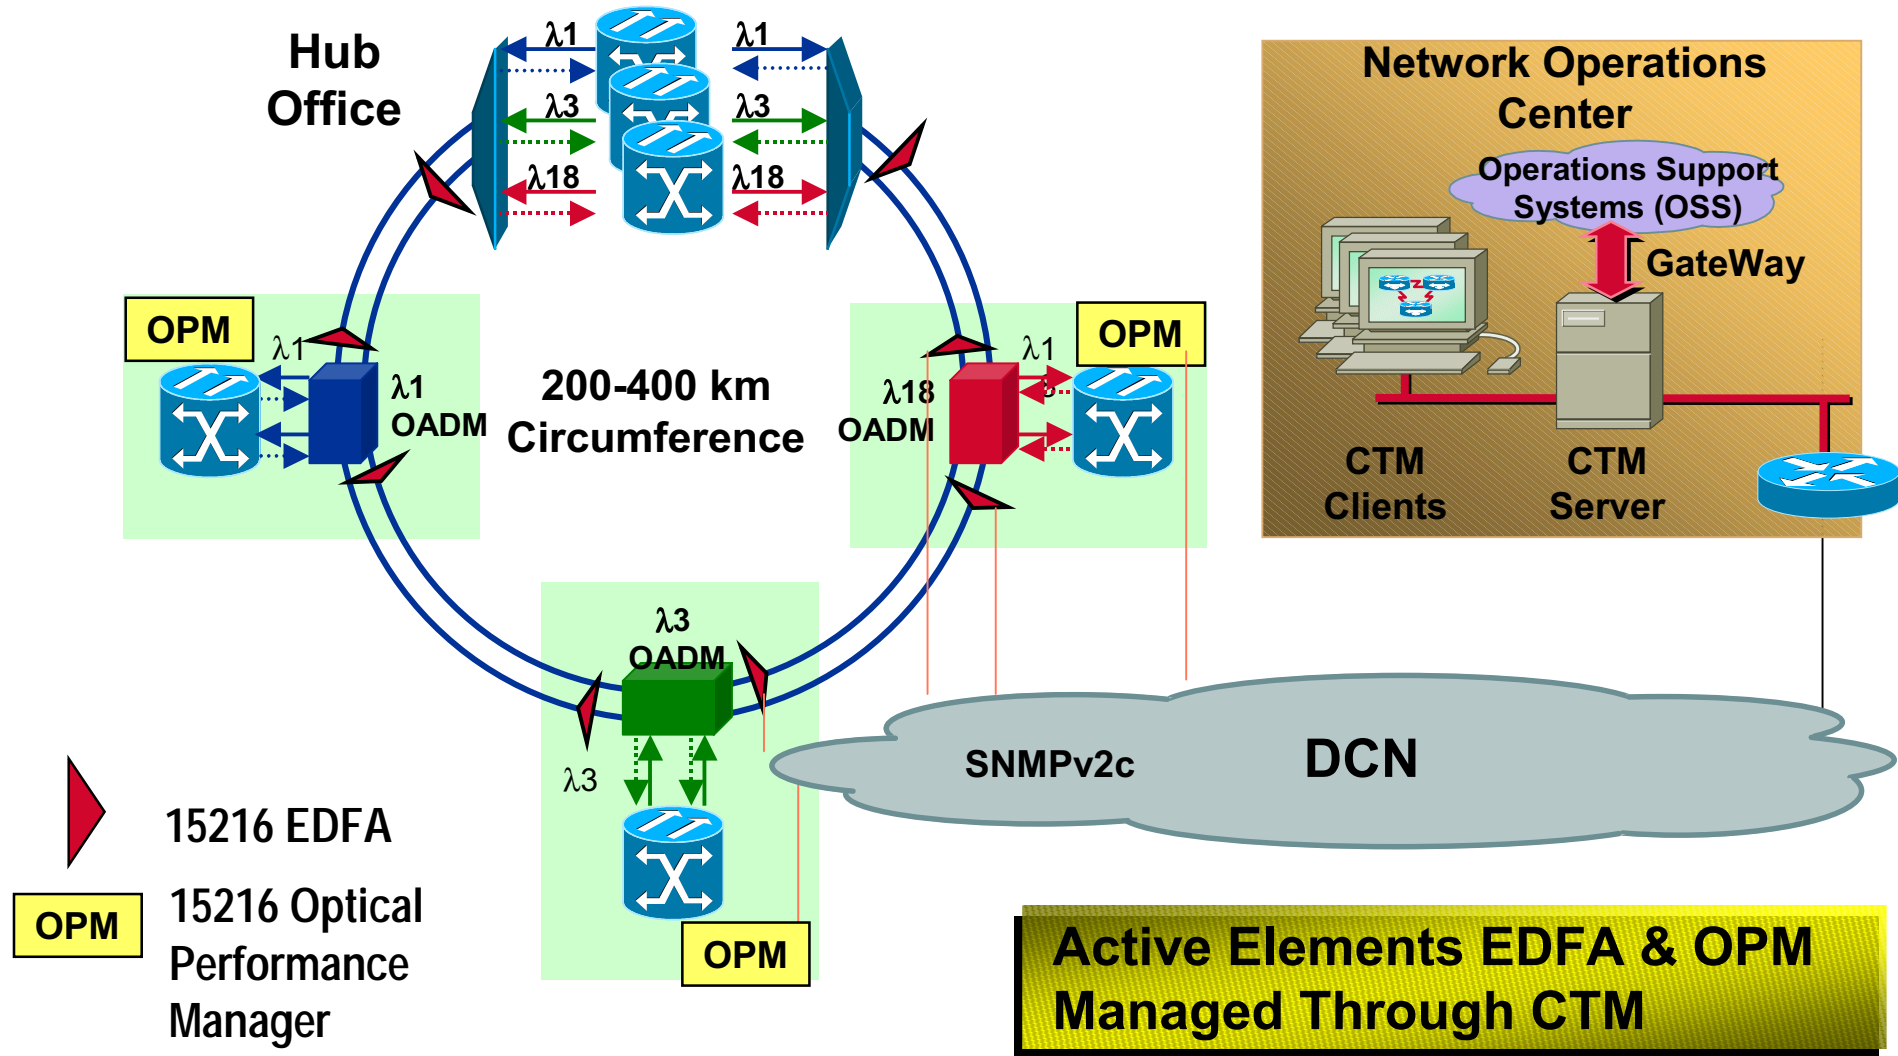 Hub
Office
λ1
λ1
λ3
λ3
λ18
λ18
Network Operations
Center
Operations Support
Systems (OSS)
GateWay
CTM
Clients
CTM
Server
OPM
λ1
λ1
OADM
200-400 km
Circumference
λ18
OADM
λ1
8
OPM
λ3
OADM
λ3
OPM
SNMPv2c
DCN
15216 EDFA
OPM
15216 Optical
Performance
Manager
Active Elements EDFA & OPM
Managed Through CTM